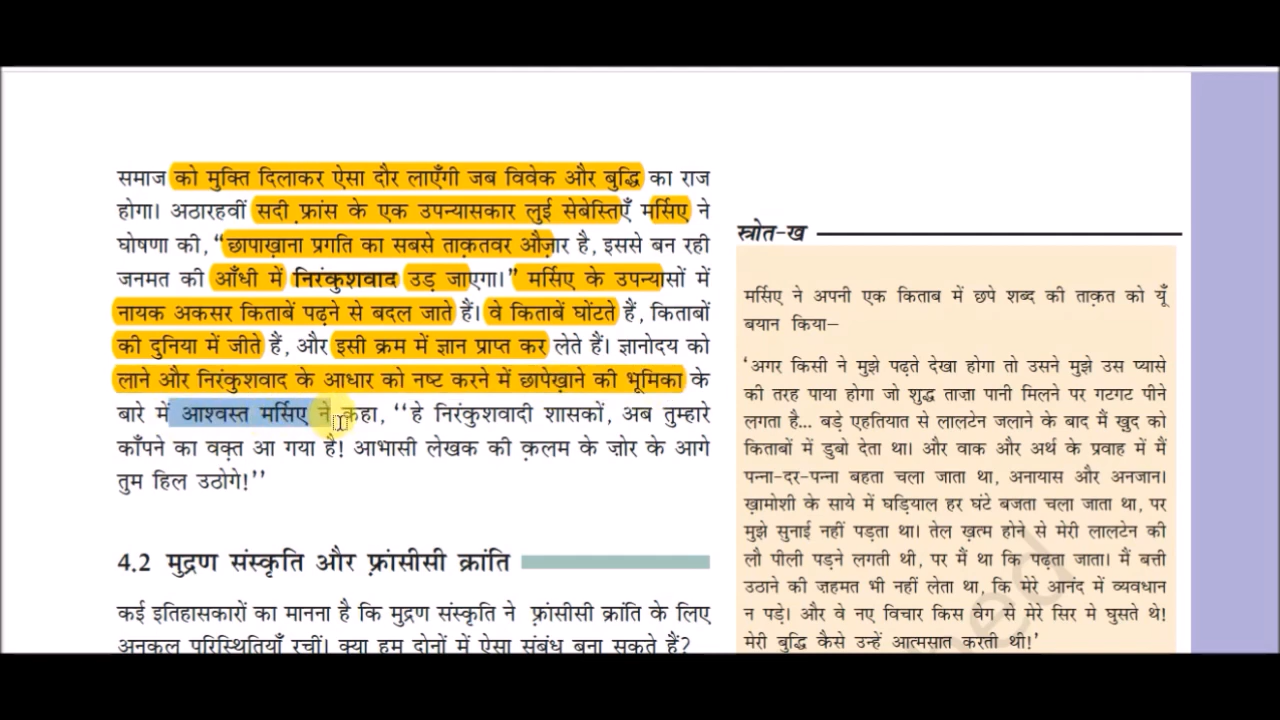 समाज को मुक्ति दिलाकर ऐसा दौर लाएँगी जब विवेक और बुद्धि का राज
होगा। अठारहवीं सदी फ़्रांस के एक उपन्यासकार लुई सेबेस्तिएँ मर्सिए ने
घोषणा की, “छापाख़ाना प्रगति का सबसे ताक़तवर औज़ार है, इससे बन रही
जनमत की आँधी में निरंकुशवाद उड़ जाएगा।” मर्सिए के उपन्यासों में
नायक अकसर किताबें पढ़ने से बदल जाते हैं। वे किताबें घोंटते हैं, किताबों
की दुनिया में जीते हैं, और इसी क्रम में ज्ञान प्राप्त कर लेते हैं। ज्ञानोदय को
लाने और निरंकुशवाद के आधार को नष्ट करने में छापेख़ाने की भूमिका के
बारे में आश्वस्त मर्सिए ने कहा, ‘‘हे निरंकुशवादी शासकों, अब तुम्हारे
काँपने का वक़्त आ गया है! आभासी लेखक की क़लम के ज़ोर के आगे
तुम हिल उठोगे!’’
4.2 मुद्रण संस्कृति और फ़्रांसीसी क्रांति
कई इतिहासकारों का मानना है कि मुद्रण संस्कृति ने फ़्रांसीसी क्रांति के लिए
अनुकूल परिस्थितियाँ रचीं। क्या हम दोनों में ऐसा संबंध बना सकते हैं?
स्त्रोत-ख
मर्सिए ने अपनी एक किताब में छपे शब्द की ताक़त को यूँ
बयान किया–
‘अगर किसी ने मुझे पढ़ते देखा होगा तो उसने मुझे उस प्यासे
की तरह पाया होगा जो शुद्ध ताज़ा पानी मिलने पर गटगट पीने
लगता है... बड़े एहतियात से लालटेन जलाने के बाद मैं ख़ुद को
किताबों में डुबो देता था। और वाक और अर्थ के प्रवाह में मैं
पन्ना-दर-पन्ना बहता चला जाता था, अनायास और अनजान।
ख़ामोशी के साये में घड़ियाल हर घंटे बजता चला जाता था, पर
मुझे सुनाई नहीं पड़ता था। तेल ख़त्म होने से मेरी लालटेन की
लौ पीली पड़ने लगती थी, पर मैं था कि पढ़ता जाता। मैं बत्ती
उठाने की ज़हमत भी नहीं लेता था, कि मेरे आनंद में व्यवधान
न पड़े। और वे नए विचार किस वेग से मेरे सिर मे घुसते थे!
मेरी बुद्धि कैसे उन्हें आत्मसात करती थी!’